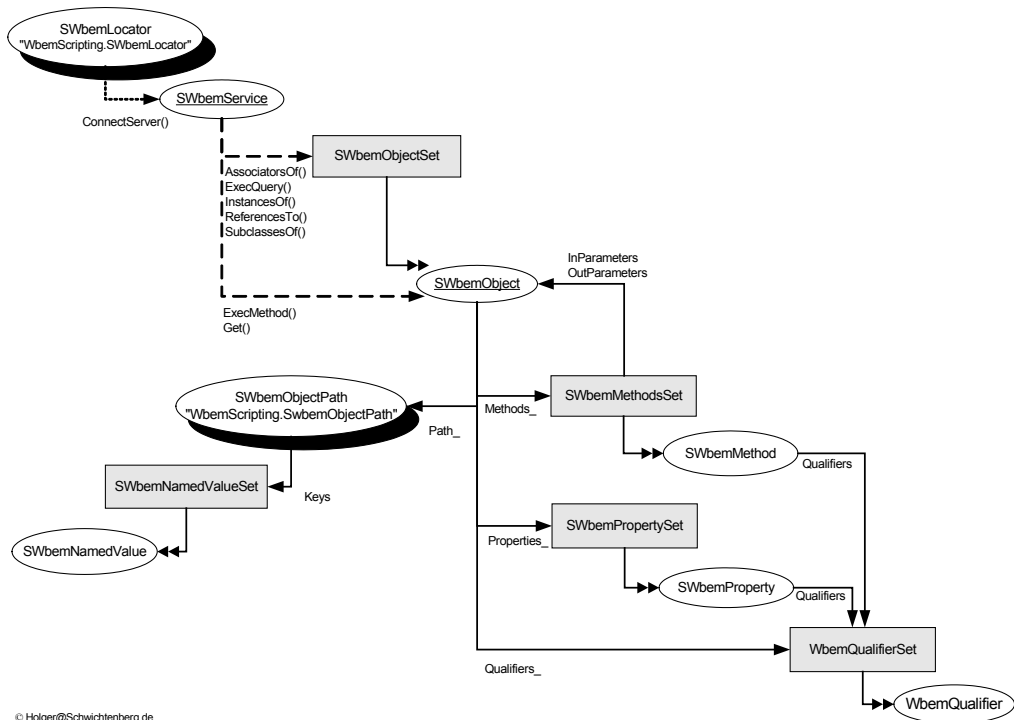 SWbemLocator
"WbemScripting.SWbemLocator"
SWbemService
ConnectServer()
SWbemObjectSet
AssociatorsOf()
ExecQuery()
InstancesOf()
ReferencesTo()
SubclassesOf()
InParameters
OutParameters
SWbemObject
ExecMethod()
Get()
SWbemObjectPath
"WbemScripting.SwbemObjectPath"
Path_
Methods_
SWbemMethodsSet
SWbemMethod
Qualifiers
SWbemNamedValueSet
Keys
SWbemPropertySet
Properties_
SWbemNamedValue
SWbemProperty
Qualifiers
WbemQualifierSet
Qualifiers_
WbemQualifier
© Holger@Schwichtenberg.de